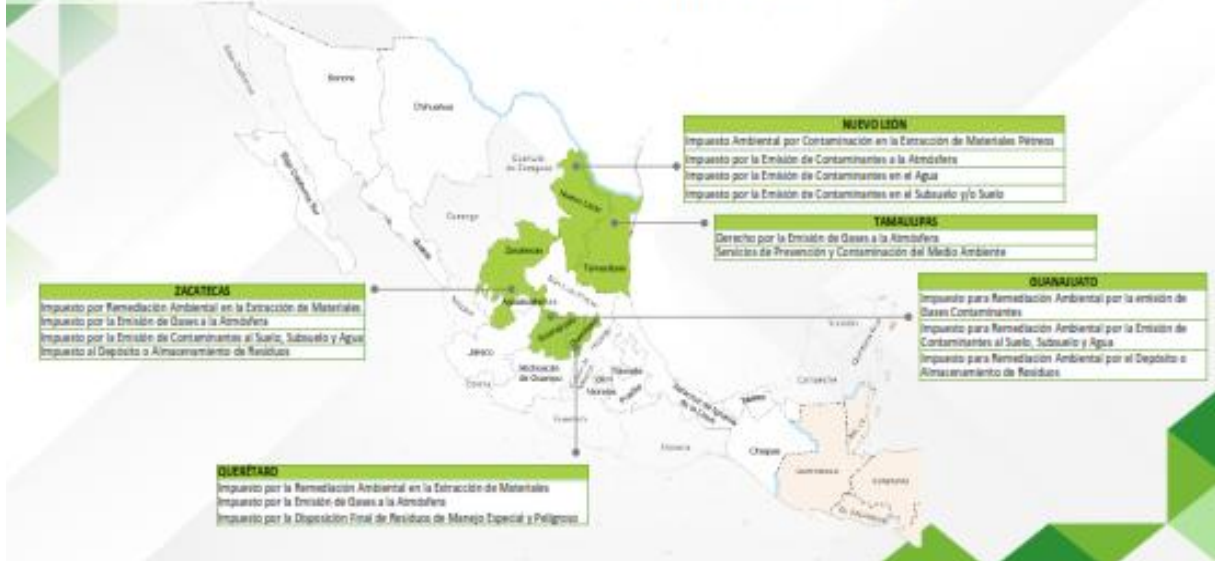 Sonora
Chihuahua
Coahuila
de Zaragoza
Durango
Nuevo León
Zacatecas
Tamaulipas
Aguascalientes
Jalisco
Colima
Michoacán
de Ocampo
Morelos
Puebla
Guerrero
Oaxaca
Tabasco
Chiapas
Campeche
Yucatán
NUEVO LEÓN
Impuesto Ambiental por Contaminación en la Extracción de Materiales Pétreos
Impuesto por la Emisión de Contaminantes a la Atmósfera
Impuesto por la Emisión de Contaminantes en el Agua
Impuesto por la Emisión de Contaminantes en el Subsuelo y/o Suelo
TAMAULIPAS
Derecho por la Emisión de Gases a la Atmósfera
Servicios de Prevención y Contaminación del Medio Ambiente
ZACATECAS
Impuesto por Remediación Ambiental en la Extracción de Materiales
Impuesto por la Emisión de Gases a la Atmósfera
Impuesto por la Emisión de Contaminantes al Suelo, Subsuelo y Agua
Impuesto al Depósito o Almacenamiento de Residuos
GUANAJUATO
Impuesto para Remediación Ambiental por la emisión de
Gases Contaminantes
Impuesto para Remediación Ambiental por la Emisión de
Contaminantes al Suelo, Subsuelo y Agua
Impuesto para Remediación Ambiental por el Depósito o
Almacenamiento de Residuos
QUERÉTARO
Impuesto por la Remediación Ambiental en la Extracción de Materiales
Impuesto por la Emisión de Gases a la Atmósfera
Impuesto por la Disposición Final de Residuos de Manejo Especial y Peligroso